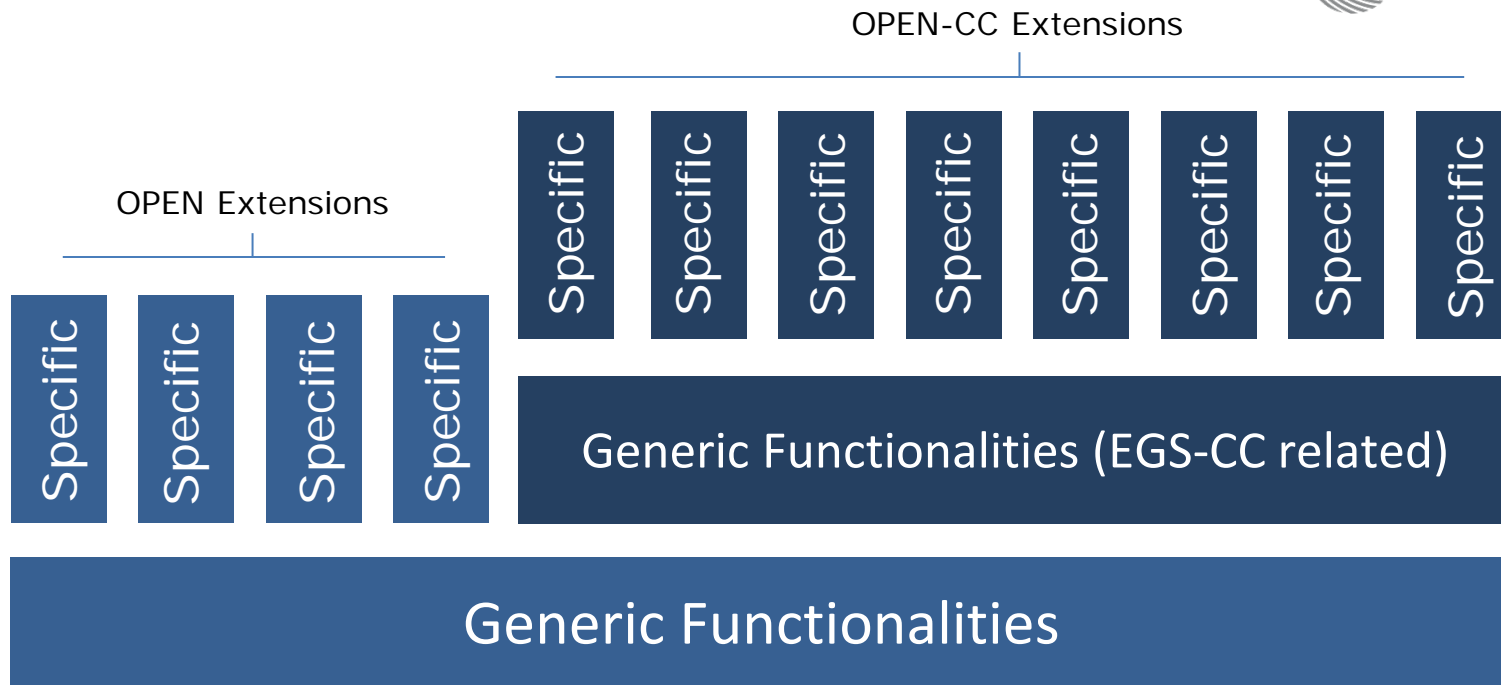 OPEN-CC Extensions
Specific
Specific
Specific
Specific
Specific
Specific
Specific
Specific
OPEN Extensions
Specific
Specific
Specific
Specific
Generic Functionalities (EGS-CC related)
Generic Functionalities